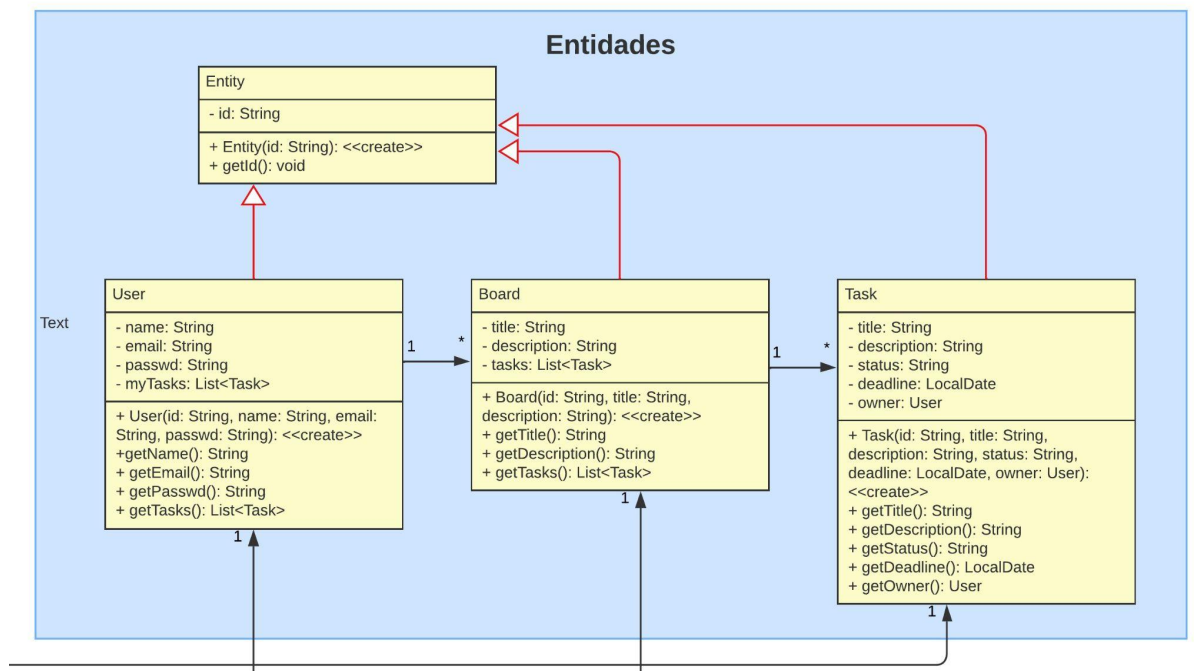 Entidades
Entity
- id: String
+ Entity(id: String): <<create>>
+ getId(): void
Text
User
- name: String
- email: String
- passwd: String
- myTasks: List<Task>
+ User(id: String, name: String, email:
String, passwd: String): <<create>>
+getName(): String
+ getEmail(): String
+ getPasswd(): String
+ getTasks(): List<Task>
1
*
Board
- title: String
- description: String
- tasks: List<Task>
+ Board(id: String, title: String,
description: String): <<create>>
+ getTitle(): String
+ getDescription(): String
+ getTasks(): List<Task>
1
*
Task
- title: String
- description: String
- status: String
- deadline: LocalDate
- owner: User
+ Task(id: String, title: String,
description: String, status: String,
deadline: LocalDate, owner: User):
<<create>>
+ getTitle(): String
+ getDescription(): String
+ getStatus(): String
+ getDeadline(): LocalDate
+ getOwner(): User
1
1
1